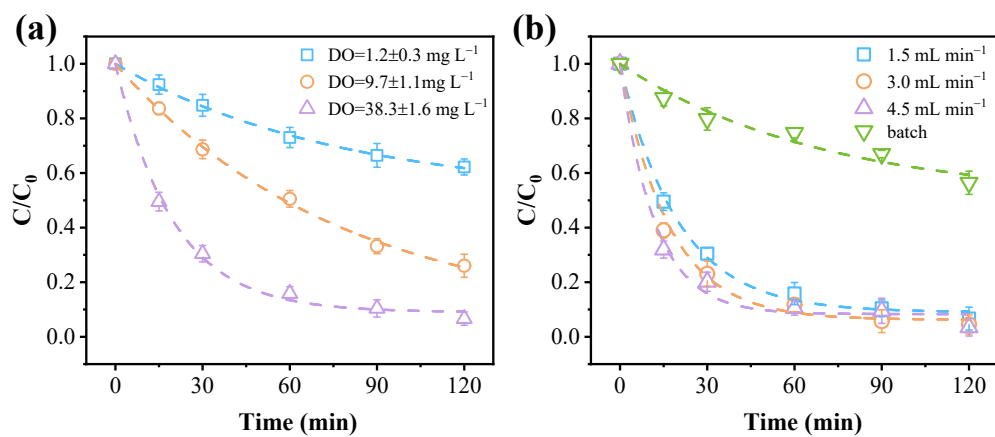 (a)
DO=1.2±0.3 mg L⁻¹
DO=9.7±1.1mg L⁻¹
DO=38.3±1.6 mg L⁻¹
C/C₀
1.0
0.8
0.6
0.4
0.2
0.0
0 30 60 90 120
Time (min)
(b)
1.5 mL min⁻¹
3.0 mL min⁻¹
4.5 mL min⁻¹
batch
C/C₀
1.0
0.8
0.6
0.4
0.2
0.0
0 30 60 90 120
Time (min)